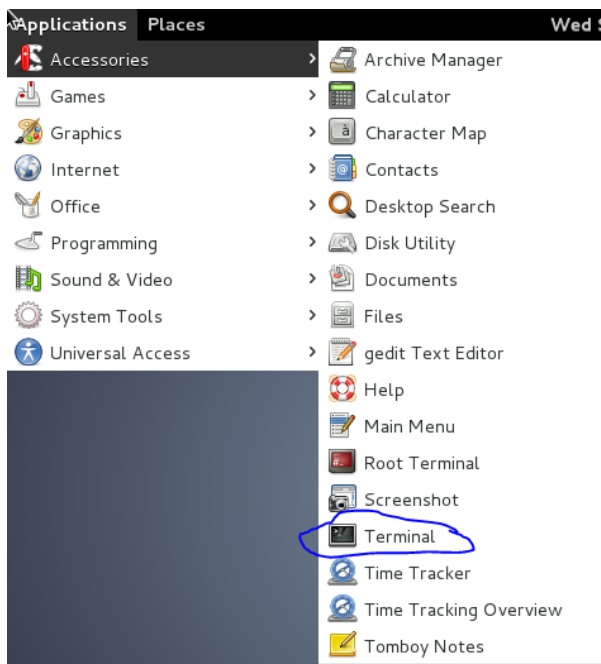 Applications Places Wed
Accessories
Games
Graphics
Internet
Office
Programming
Sound & Video
System Tools
Universal Access
Archive Manager
Calculator
Character Map
Contacts
Desktop Search
Disk Utility
Documents
Files
gedit Text Editor
Help
Main Menu
Root Terminal
Screenshot
Terminal
Time Tracker
Time Tracking Overview
Tomboy Notes